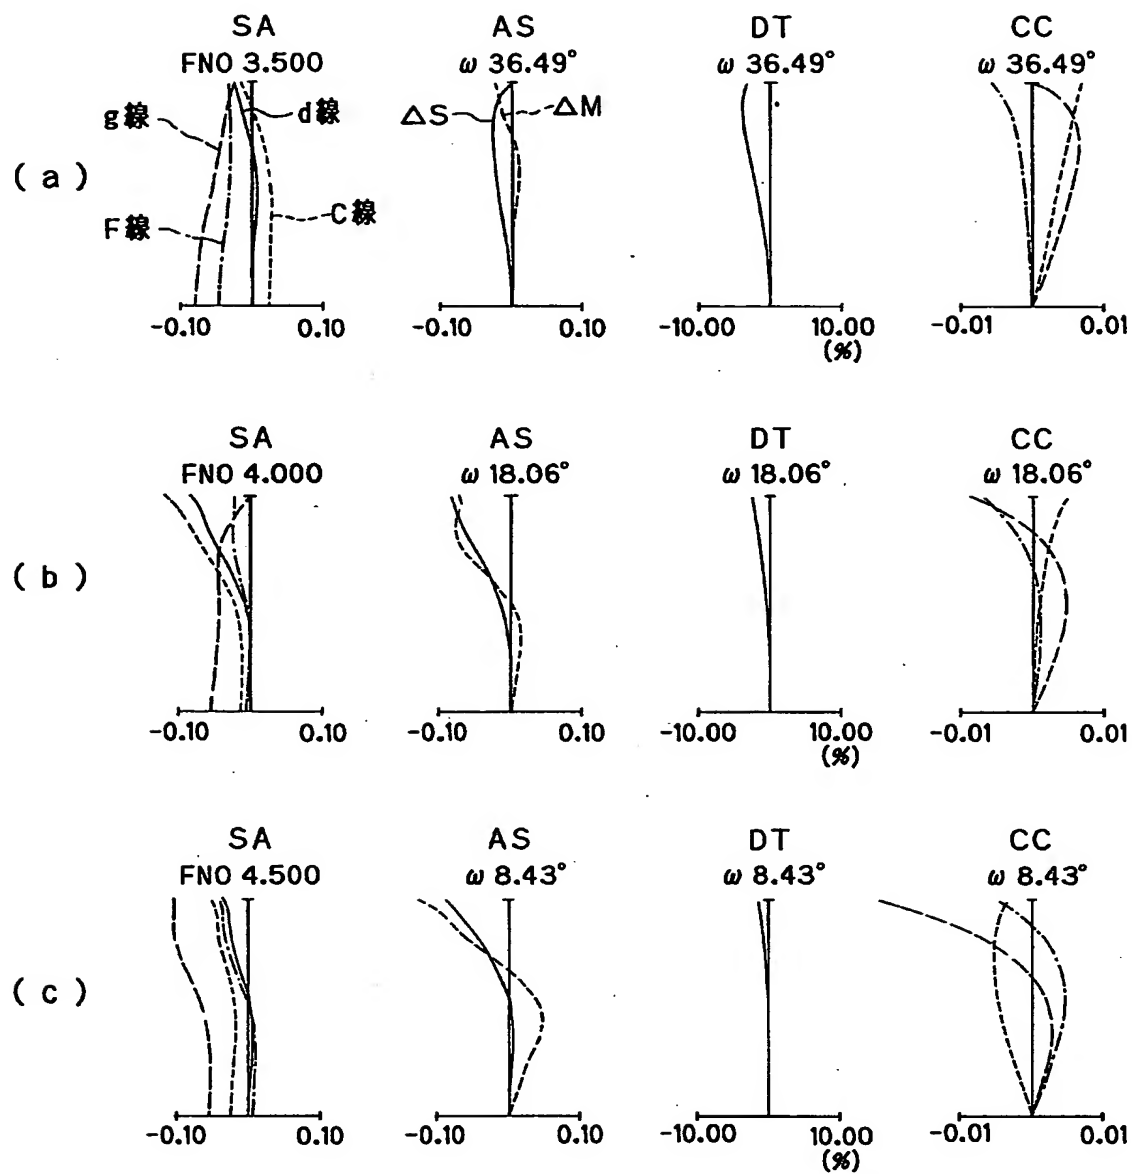 SA AS DT CC
FNO 3.500 ω 36.49° ω 36.49° ω 36.49°
g線 d線 △S △M
(a)
F線 C線
-0.10 0.10 -0.10 0.10 -10.00 10.00 -0.01 0.01
(%)
SA AS DT CC
FNO 4.000 ω 18.06° ω 18.06° ω 18.06°
(b)
-0.10 0.10 -0.10 0.10 -10.00 10.00 -0.01 0.01
(%)
SA AS DT CC
FNO 4.500 ω 8.43° ω 8.43° ω 8.43°
(c)
-0.10 0.10 -0.10 0.10 -10.00 10.00 -0.01 0.01
(%)